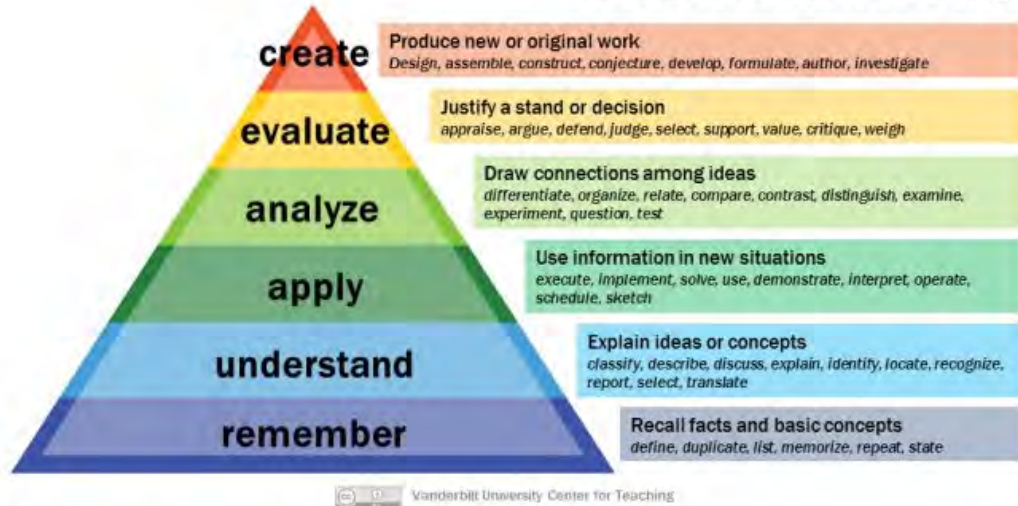 create
Produce new or original work
Design, assemble, construct, conjecture, develop, formulate, author, investigate
evaluate
Justify a stand or decision
appraise, argue, defend, judge, select, support, value, critique, weigh
analyze
Draw connections among ideas
differentiate, organize, relate, compare, contrast, distinguish, examine,
experiment, question, test
apply
Use information in new situations
execute, implement, solve, use, demonstrate, interpret, operate,
schedule, sketch
understand
Explain ideas or concepts
classify, describe, discuss, explain, identify, locate, recognize,
report, select, translate
remember
Recall facts and basic concepts
define, duplicate, list, memorize, repeat, state
cc
Vanderbilt University Center for Teaching